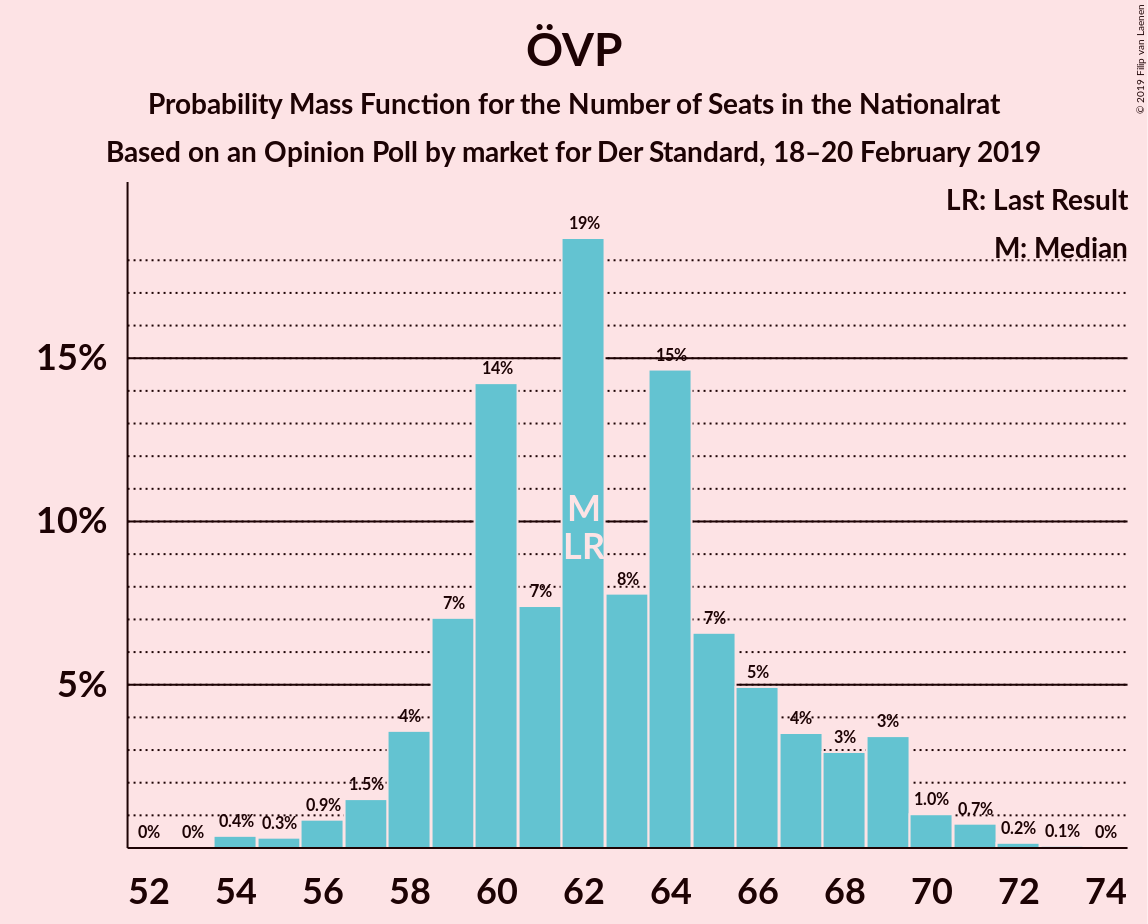 ÖVP
Probability Mass Function for the Number of Seats in the Nationalrat
Based on an Opinion Poll by market for Der Standard, 18–20 February 2019
© 2019 Filip van Laenen
LR: Last Result
M: Median
15%
10%
5%
0%
0%
0.4%
0.3%
0.9%
1.5%
4%
7%
14%
7%
19%
8%
15%
7%
5%
4%
3%
3%
1.0%
0.7%
0.2%
0.1%
0%
M
LR
52 54 56 58 60 62 64 66 68 70 72 74